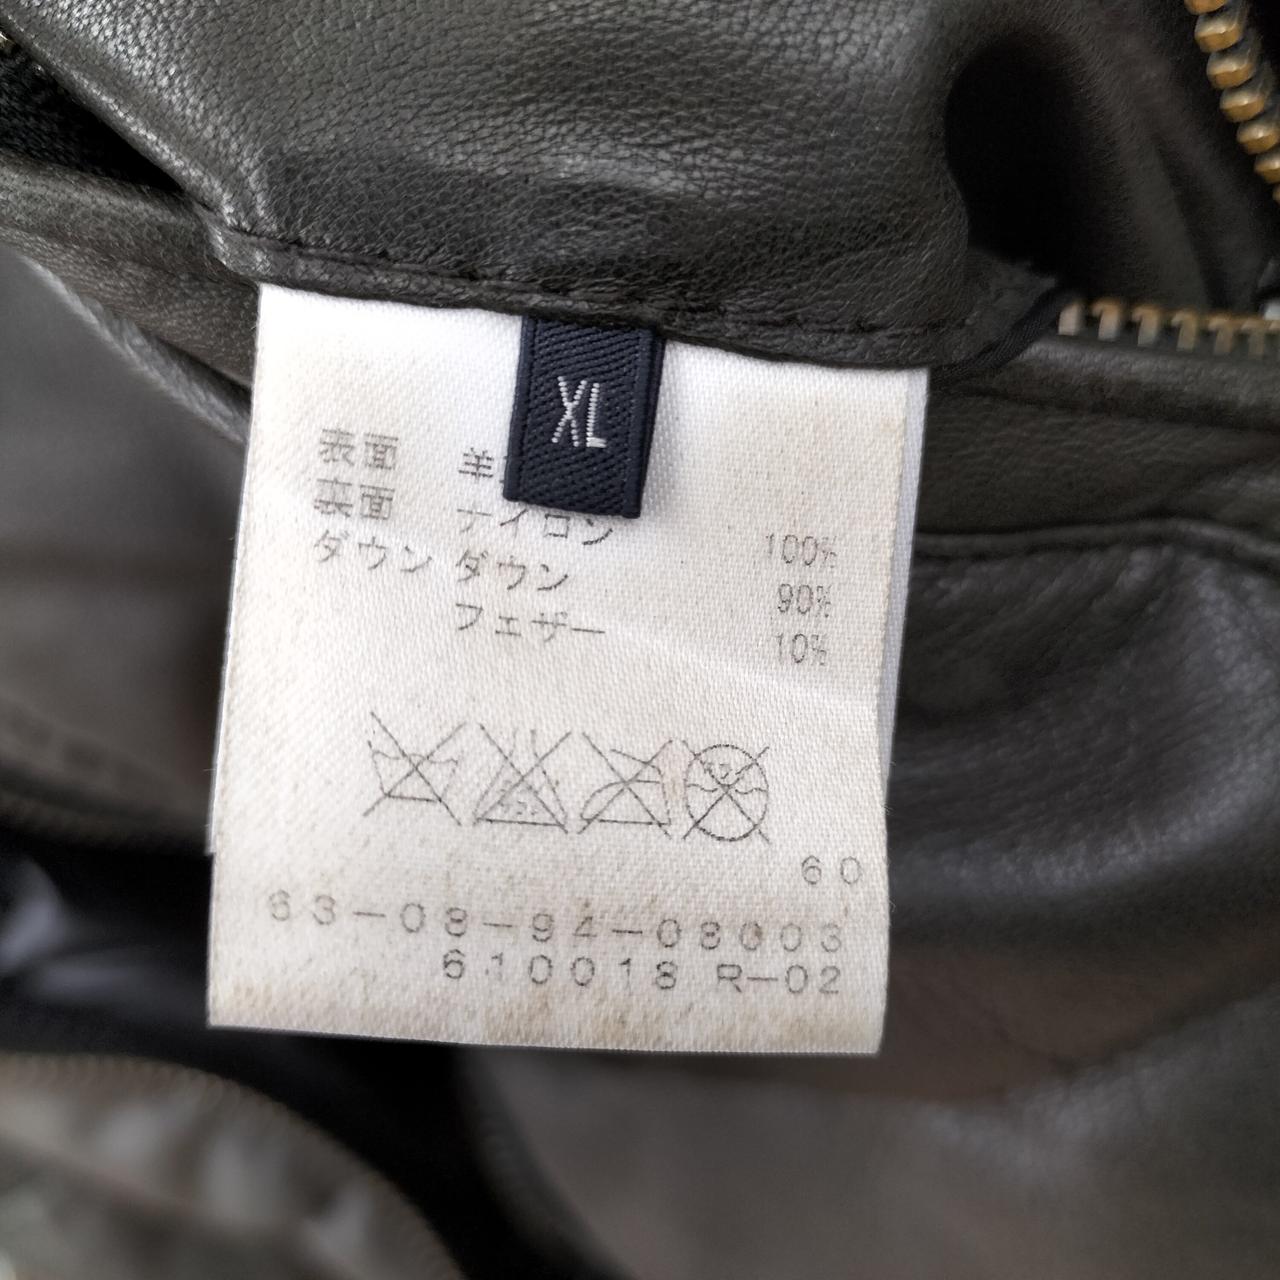 XL
表面 羊
裏面 ナイロン 100%
ダウン ダウン 90%
フェザー 10%
60
63-08-94-08003
610018 R-02